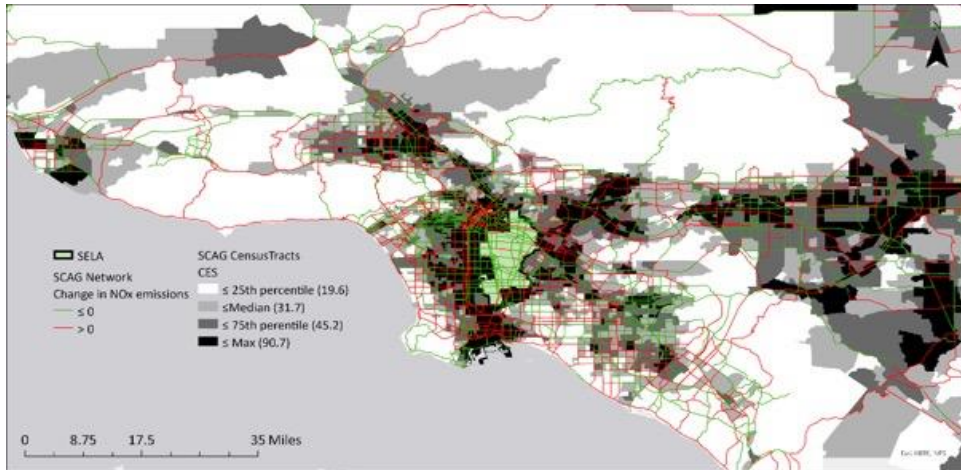 N
SELA
SCAG Network
Change in NOx emissions
≤ 0
> 0
SCAG CensusTracts
CES
≤ 25th percentile (19.6)
≤Median (31.7)
≤ 75th percentile (45.2)
≤ Max (90.7)
0 8.75 17.5 35 Miles